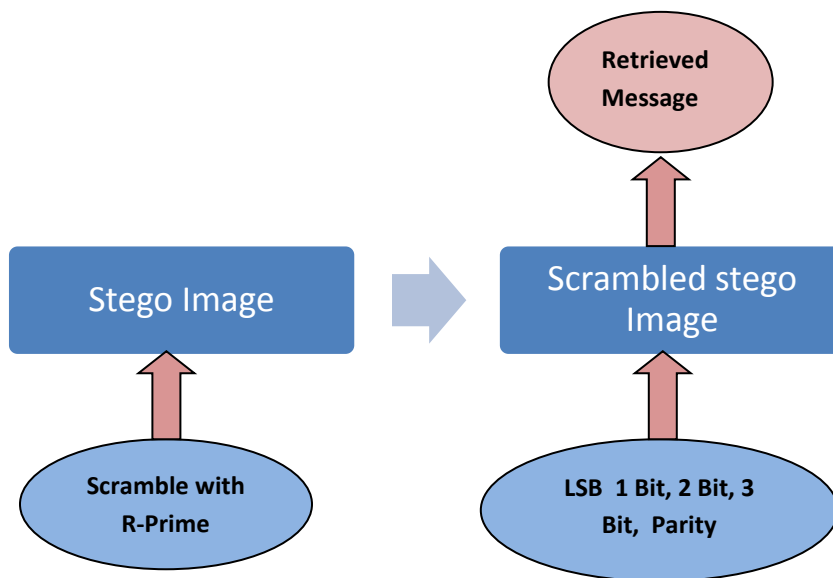 Retrieved
Message
Stego Image
Scrambled stego
Image
Scramble with
R-Prime
LSB 1 Bit, 2 Bit, 3
Bit, Parity